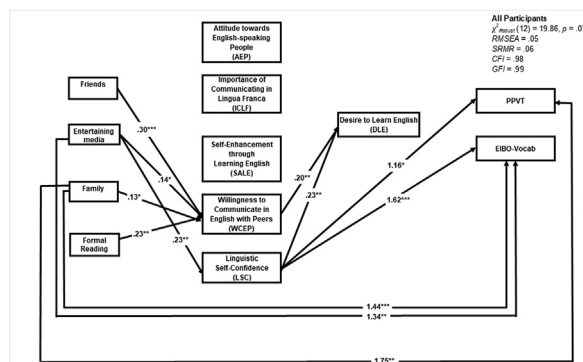 All Participants
χ² Robust (12) = 19.86, p = .0
RMSEA = .05
SRMR = .06
CFI = .98
GFI = .99
Attitude towards
English-speaking
People
(AEP)
Importance of
Communicating in
Lingua Franca
(ICLF)
Self-Enhancement
through
Learning English
(SALE)
Willingness to
Communicate in
English with Peers
(WCEP)
Linguistic
Self-Confidence
(LSC)
Friends
Entertaining
media
Family
Formal
Reading
Desire to Learn English
(DLE)
PPVT
EIBO-Vocab
.30***
.14*
.13*
.23**
.23**
.20**
.23**
1.16*
1.62***
1.44***
1.34**
1.75**